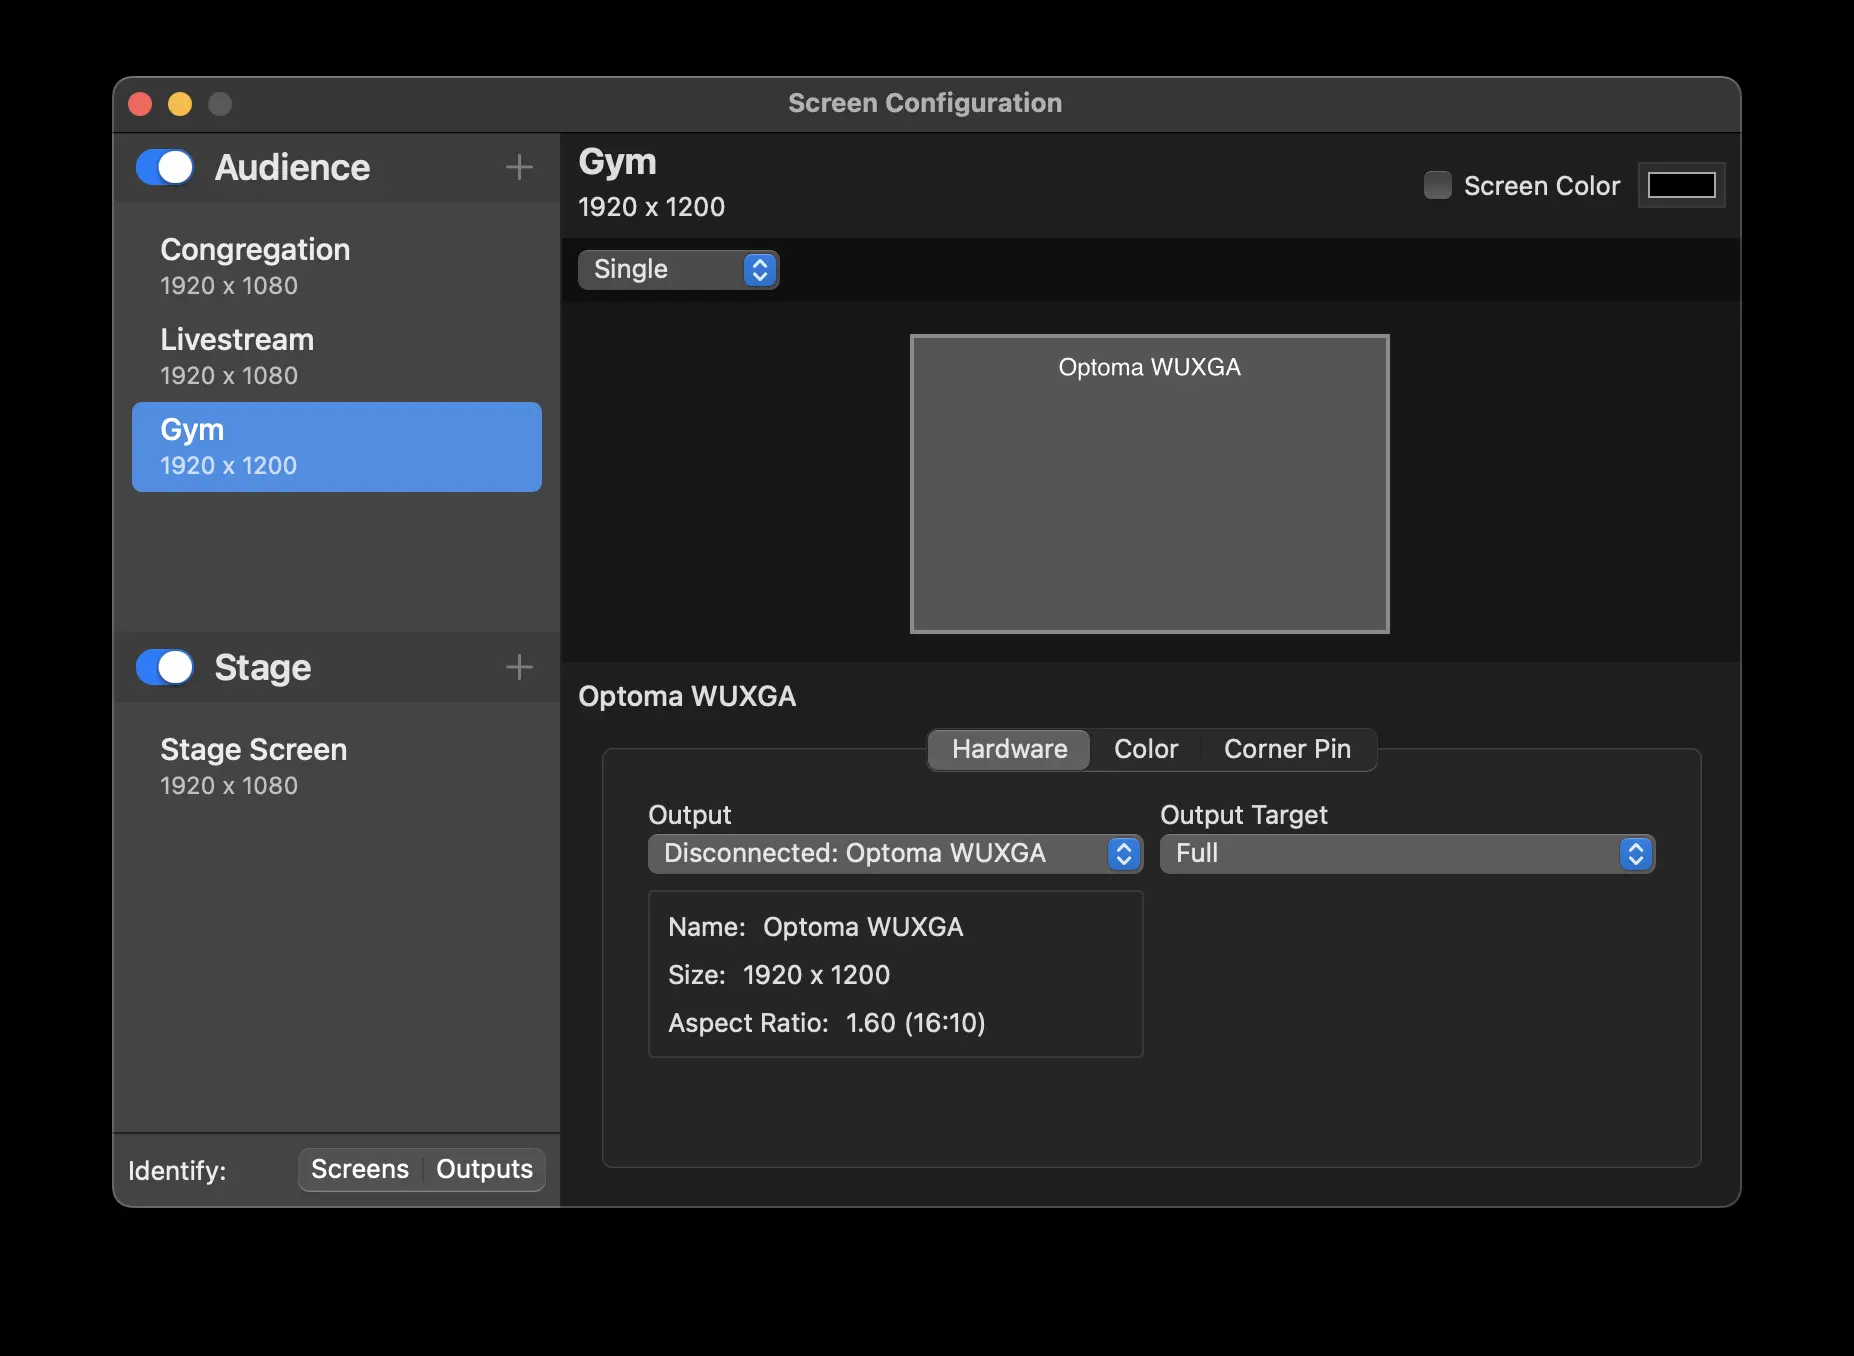 Screen Configuration
Audience
Congregation
1920 x 1080
Livestream
1920 x 1080
Gym
1920 x 1200
Stage
Stage Screen
1920 x 1080
Identify: Screens Outputs
Gym
1920 x 1200
Screen Color
Single
Optoma WUXGA
Optoma WUXGA
Hardware Color Corner Pin
Output Output Target
Disconnected: Optoma WUXGA Full
Name: Optoma WUXGA
Size: 1920 x 1200
Aspect Ratio: 1.60 (16:10)